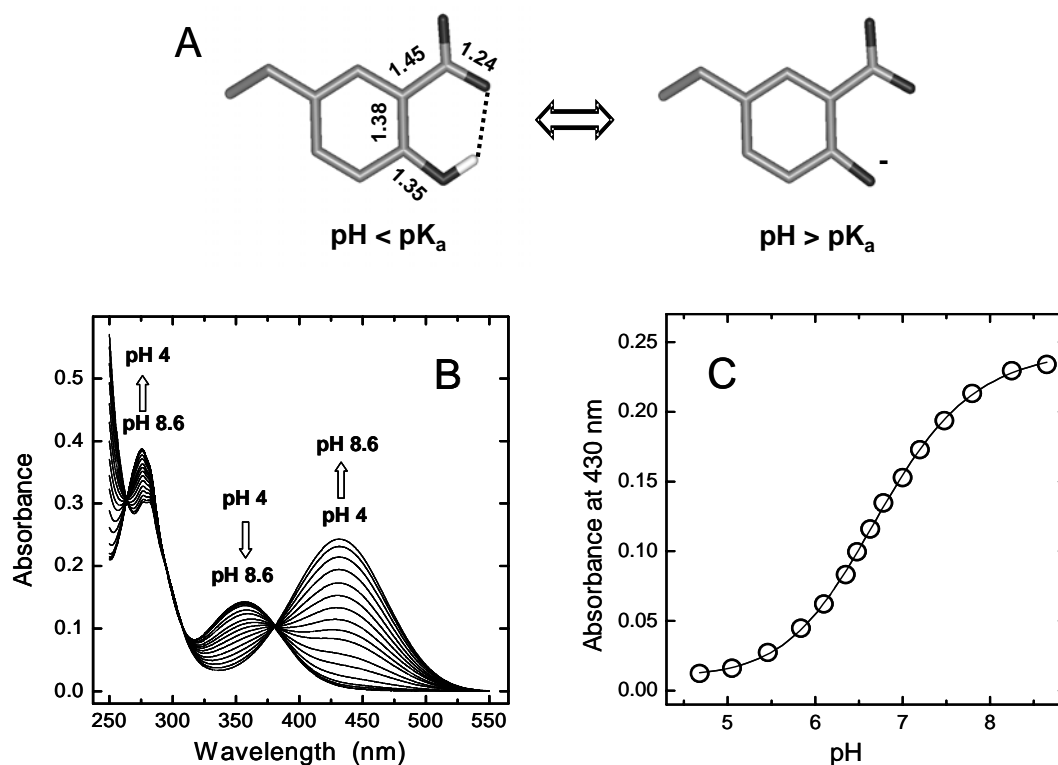 A
1.45
1.24
1.38
1.35
-
pH < pKa
pH > pKa
B
pH 4
pH 8.6
pH 4
pH 8.6
pH 8.6
pH 4
Absorbance
0.5
0.4
0.3
0.2
0.1
0.0
250 300 350 400 450 500 550
Wavelength (nm)
C
Absorbance at 430 nm
0.25
0.20
0.15
0.10
0.05
0.00
5 6 7 8
pH